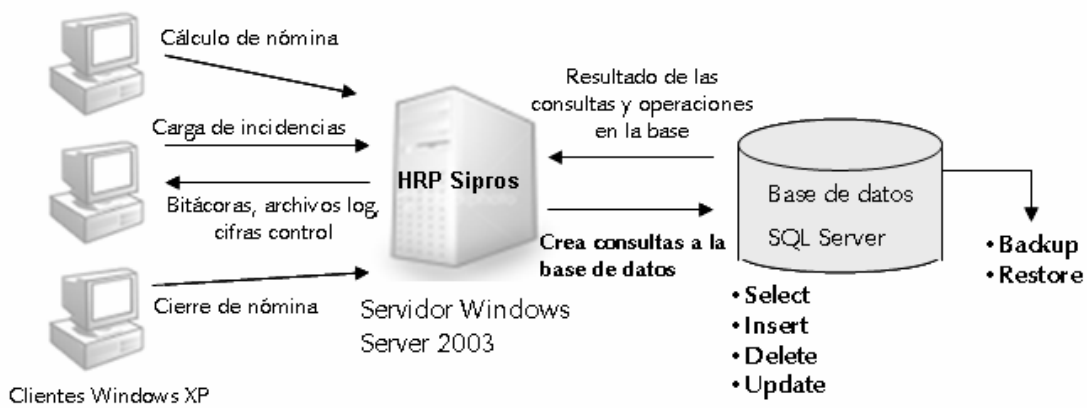 Cálculo de nómina
Carga de incidencias
Bitácoras, archivos log,
cifras control
Cierre de nómina
Clientes Windows XP
HRP Sipros
Servidor Windows
Server 2003
Resultado de las
consultas y operaciones
en la base
Crea consultas a la
base de datos
Base de datos
SQL Server
• Select
• Insert
• Delete
• Update
• Backup
• Restore